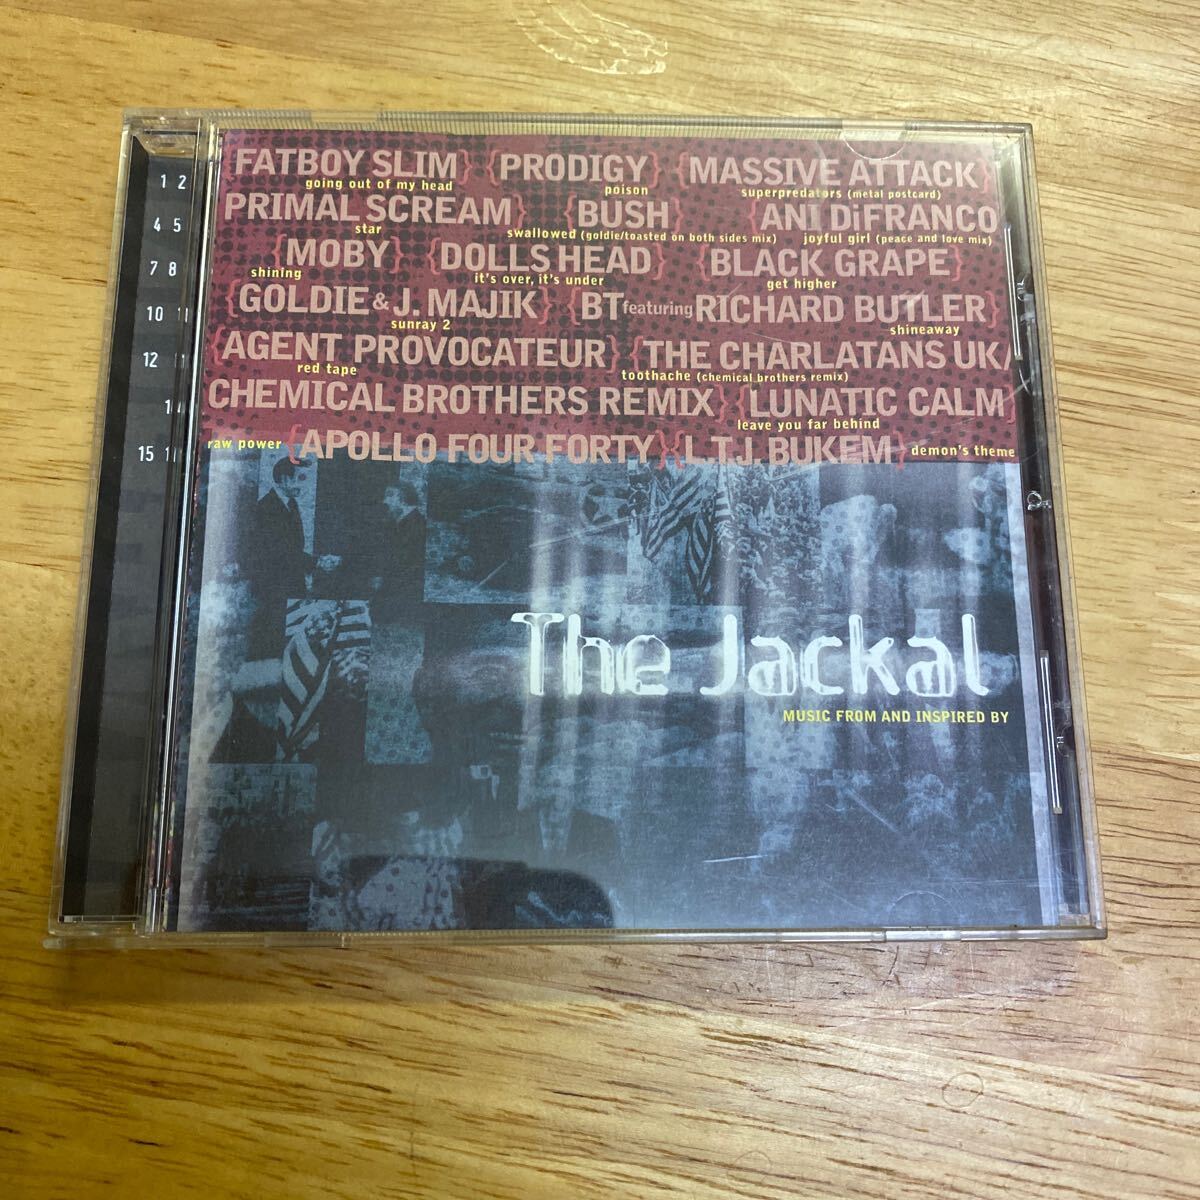 FATBOY SLIM} {PRODIGY} {MASSIVE ATTACK}
going out of my head poison superpredators (metal postcard)
PRIMAL SCREAM} {BUSH} {ANI DiFRANCO
star swallowed (goldie/toasted on both sides mix) joyful girl (peace and love mix)
{MOBY} {DOLLS HEAD} {BLACK GRAPE}
shining it's over, it's under get higher
{GOLDIE & J. MAJIK} {BT featuring RICHARD BUTLER}
sunray 2 shineaway
{AGENT PROVOCATEUR} {THE CHARLATANS UK/
red tape toothache (chemical brothers remix)
CHEMICAL BROTHERS REMIX} {LUNATIC CALM}
leave you far behind
raw power {APOLLO FOUR FORTY} {LTJ BUKEM} demon's theme
The Jackal
MUSIC FROM AND INSPIRED BY
1 2
4 5
7 8
10
12
15